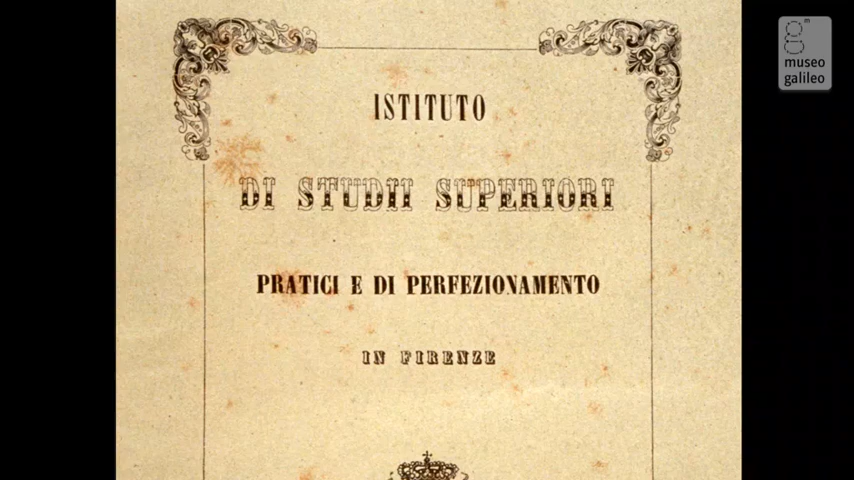 ISTITUTO
DI STUDII SUPERIORI
PRATICI E DI PERFEZIONAMENTO
IN FIRENZE
m
museo
galileo